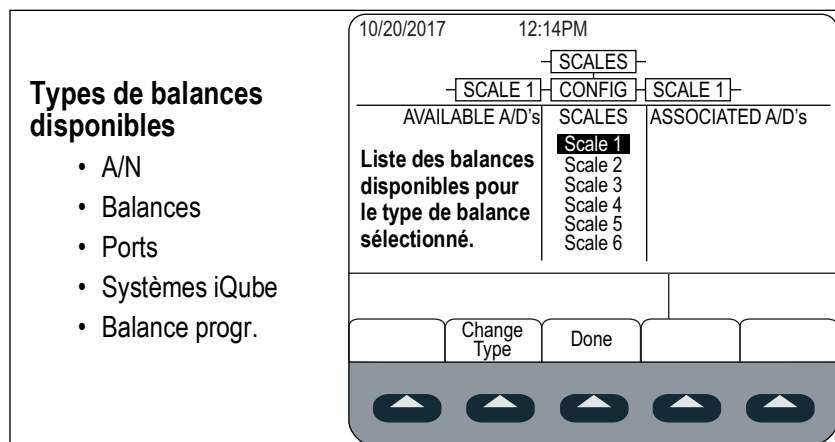 Types de balances
disponibles
• A/N
• Balances
• Ports
• Systèmes iQube
• Balance progr.
10/20/2017 12:14PM
SCALES
SCALE 1 CONFIG SCALE 1
AVAILABLE A/D's SCALES ASSOCIATED A/D's
Liste des balances
disponibles pour
le type de balance
sélectionné.
Scale 1
Scale 2
Scale 3
Scale 4
Scale 5
Scale 6
Change
Type
Done